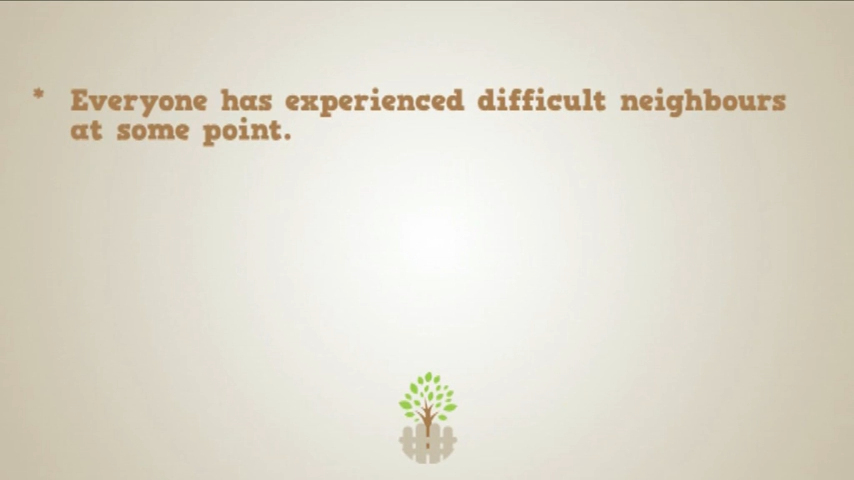 * Everyone has experienced difficult neighbours
at some point.